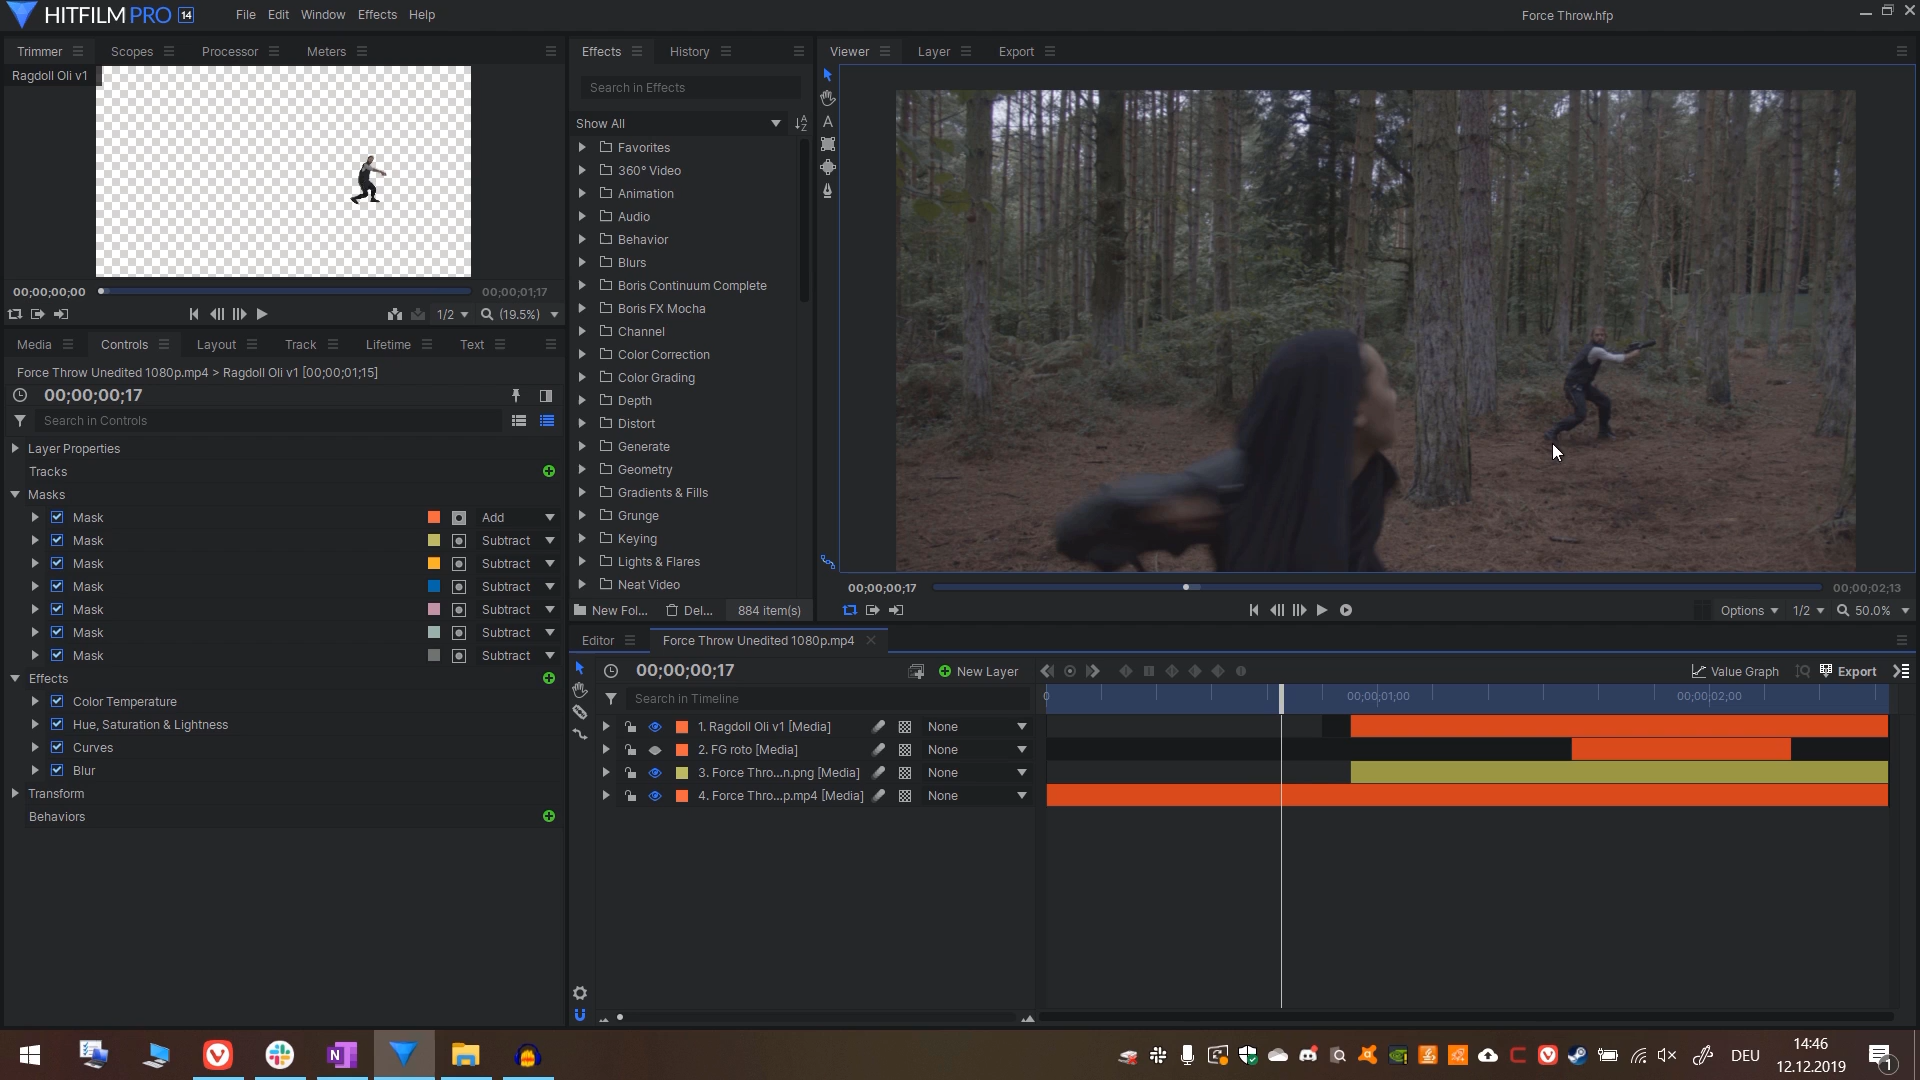 HITFILM PRO 14
File Edit Window Effects Help
Force Throw.hfp
Trimmer Scopes Processor Meters
Ragdoll Oli v1
00;00;00;00 00;00;01;17
1/2 (19.5%)
Media Controls Layout Track Lifetime Text
Force Throw Unedited 1080p.mp4 > Ragdoll Oli v1 [00;00;01;15]
00;00;00;17
Search in Controls
Layer Properties
Tracks
Masks
Mask Add
Mask Subtract
Mask Subtract
Mask Subtract
Mask Subtract
Mask Subtract
Mask Subtract
Effects
Color Temperature
Hue, Saturation & Lightness
Curves
Blur
Transform
Behaviors
Effects History
Search in Effects
Show All
Favorites
360° Video
Animation
Audio
Behavior
Blurs
Boris Continuum Complete
Boris FX Mocha
Channel
Color Correction
Color Grading
Depth
Distort
Generate
Geometry
Gradients & Fills
Grunge
Keying
Lights & Flares
Neat Video
New Fol... Del... 884 item(s)
Viewer Layer Export
00;00;00;17 00;00;02;13
Options 1/2 50.0%
Editor Force Throw Unedited 1080p.mp4
00;00;00;17 New Layer Value Graph Export
Search in Timeline
0 00;00;01;00 00;00;02;00
1. Ragdoll Oli v1 [Media] None
2. FG roto [Media] None
3. Force Thro...n.png [Media] None
4. Force Thro...p.mp4 [Media] None
DEU
14:46
12.12.2019
1